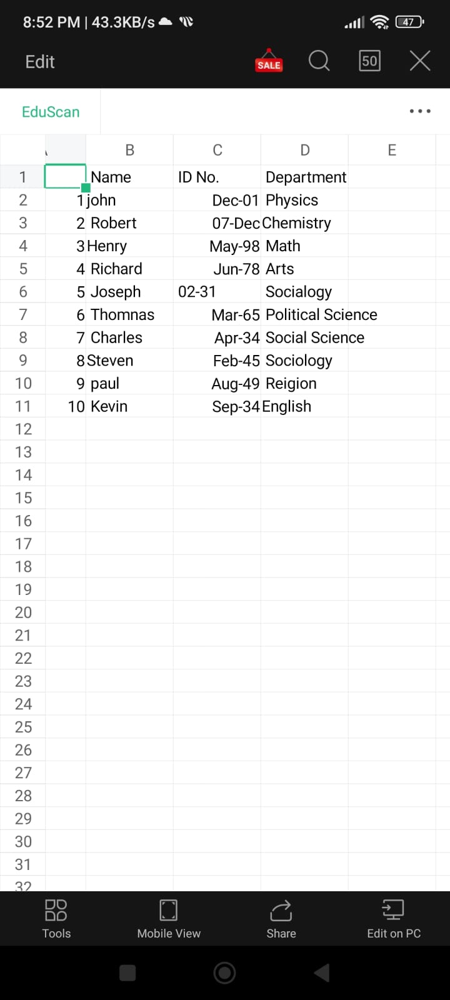 8:52 PM | 43.3KB/s 47
Edit SALE 50
EduScan
B C D E
1 Name ID No. Department
2 1 john Dec-01 Physics
3 2 Robert 07-Dec Chemistry
4 3 Henry May-98 Math
5 4 Richard Jun-78 Arts
6 5 Joseph 02-31 Socialogy
7 6 Thomnas Mar-65 Political Science
8 7 Charles Apr-34 Social Science
9 8 Steven Feb-45 Sociology
10 9 paul Aug-49 Reigion
11 10 Kevin Sep-34 English
12
13
14
15
16
17
18
19
20
21
22
23
24
25
26
27
28
29
30
31
32
Tools Mobile View Share Edit on PC